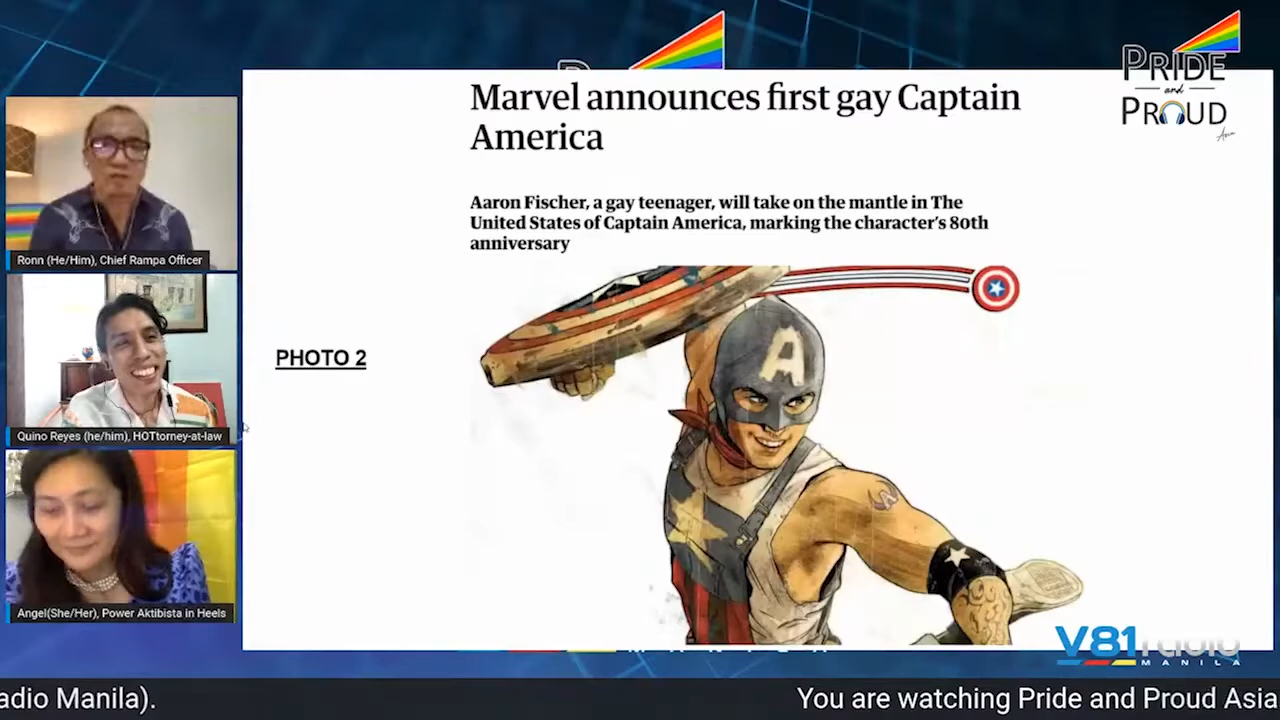 PRIDE
and
PROUD
Asia
Marvel announces first gay Captain
America
Aaron Fischer, a gay teenager, will take on the mantle in The
United States of Captain America, marking the character's 80th
anniversary
A
PHOTO 2
Ronn (He/Him), Chief Rampa Officer
Quino Reyes (he/him), HOTtorney-at-law
Angel(She/Her), Power Aktibista in Heels
V81radio
MANILA
adio Manila).
You are watching Pride and Proud Asia